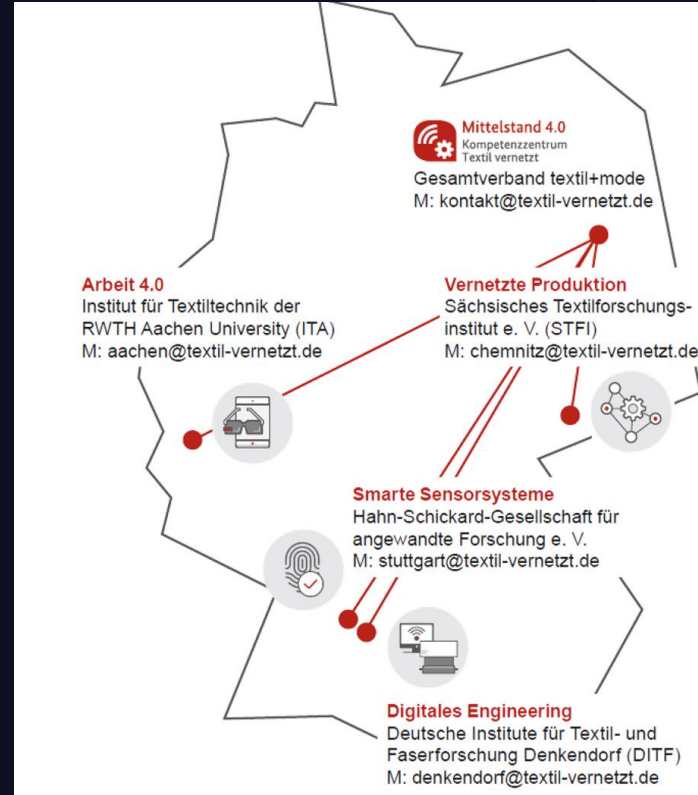 Mittelstand 4.0
Kompetenzzentrum
Textil vernetzt
Gesamtverband textil+mode
M: kontakt@textil-vernetzt.de
Arbeit 4.0
Institut für Textiltechnik der
RWTH Aachen University (ITA)
M: aachen@textil-vernetzt.de
Vernetzte Produktion
Sächsisches Textilforschungs-
institut e. V. (STFI)
M: chemnitz@textil-vernetzt.de
Smarte Sensorsysteme
Hahn-Schickard-Gesellschaft für
angewandte Forschung e. V.
M: stuttgart@textil-vernetzt.de
Digitales Engineering
Deutsche Institute für Textil- und
Faserforschung Denkendorf (DITF)
M: denkendorf@textil-vernetzt.de